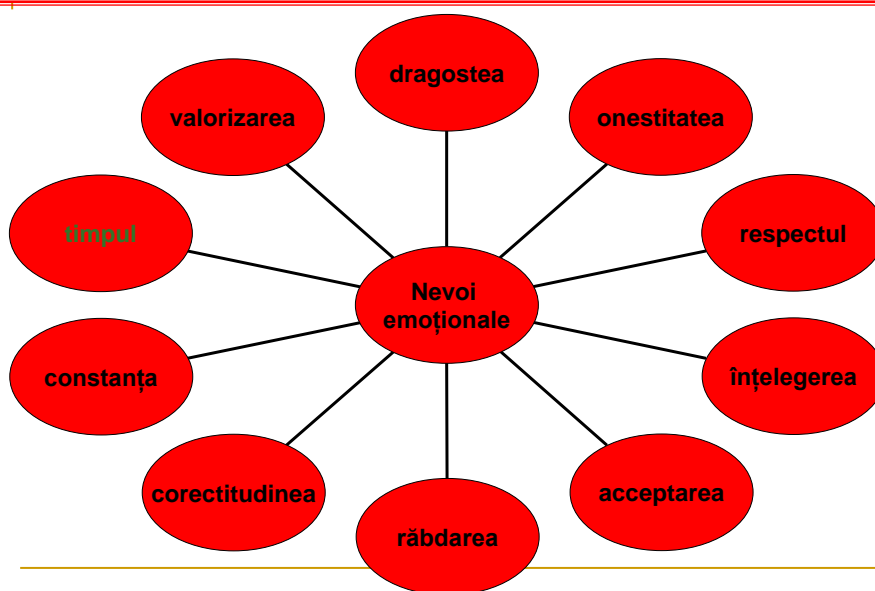 dragostea
valorizarea
onestitatea
timpul
respectul
Nevoi
emoționale
constanța
înțelegerea
corectitudinea
acceptarea
răbdarea